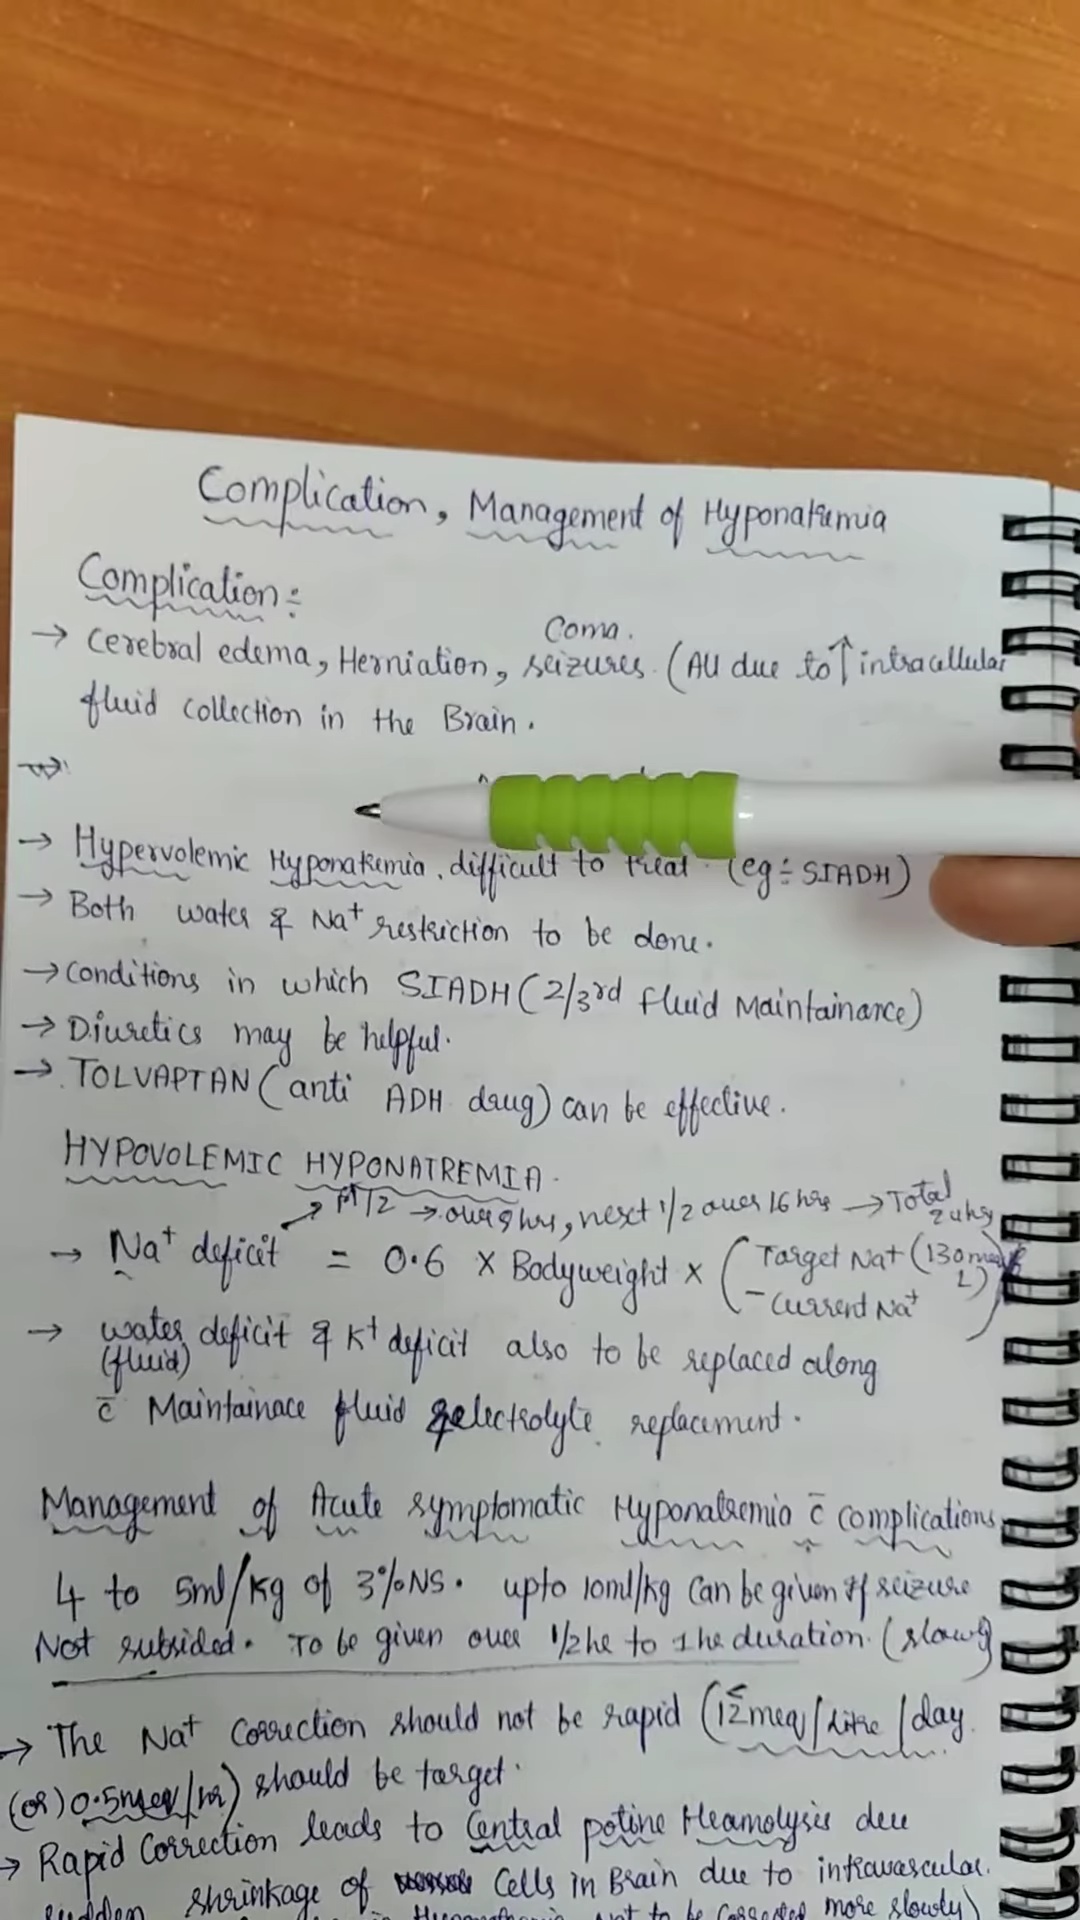 Complication, Management of Hyponatremia
Complication:
Coma.
→ Cerebral edema, Herniation, seizures. (All due to ↑ intracellular
fluid collection in the Brain.
→ Hypervolemic Hyponatremia difficult to treat (eg: SIADH)
→ Both water & Na+ restriction to be done.
→ Conditions in which SIADH (2/3rd fluid Maintainance)
→ Diuretics may be helpful.
→ TOLVAPTAN (anti ADH drug) can be effective.
HYPOVOLEMIC HYPONATREMIA.
1/2 → over 8 hrs, next 1/2 over 16 hrs → Total 24 hrs
→ Na+ deficit = 0.6 x Bodyweight x (Target Na+ (130 meq/L)
- Current Na+)
→ water deficit & K+ deficit also to be replaced along
(fluid)
c̄ Maintainace fluid & electrolyte replacement.
Management of Acute symptomatic Hyponatremia c̄ complications
4 to 5ml/kg of 3% NS. upto 10ml/kg can be given if seizure
Not subsided. To be given over 1/2 hr to 1 hr duration. (slowly)
→ The Na+ Correction should not be rapid (≤12meq/Litre/day
(or) 0.5meq/hr) should be target.
→ Rapid Correction leads to Central potine Heamolysis due
sudden shrinkage of Cells in Brain due to intravascular.
not to be Corrected more slowly)